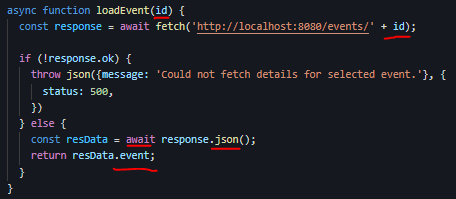 async function loadEvent(id) {
const response = await fetch('http://localhost:8080/events/' + id);
if (!response.ok) {
throw json({message: 'Could not fetch details for selected event.'}, {
status: 500,
})
} else {
const resData = await response.json();
return resData.event;
}
}